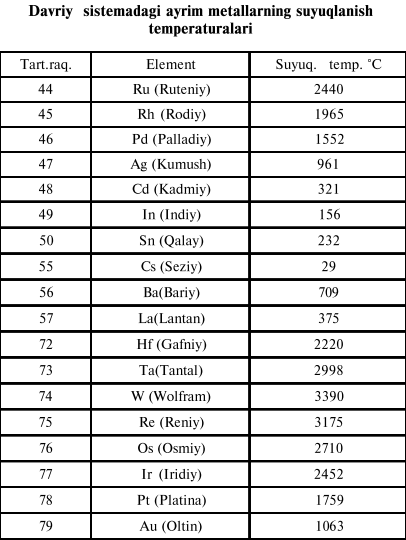 Davriy sistemadagi ayrim metallarning suyuqlanish
temperaturalari
Tart.raq. Element Suyuq. temp. ˚C
44 Ru (Ruteniy) 2440
45 Rh (Rodiy) 1965
46 Pd (Palladiy) 1552
47 Ag (Kumush) 961
48 Cd (Kadmiy) 321
49 In (Indiy) 156
50 Sn (Qalay) 232
55 Cs (Seziy) 29
56 Ba(Bariy) 709
57 La(Lantan) 375
72 Hf (Gafniy) 2220
73 Ta(Tantal) 2998
74 W (Wolfram) 3390
75 Re (Reniy) 3175
76 Os (Osmiy) 2710
77 Ir (Iridiy) 2452
78 Pt (Platina) 1759
79 Au (Oltin) 1063